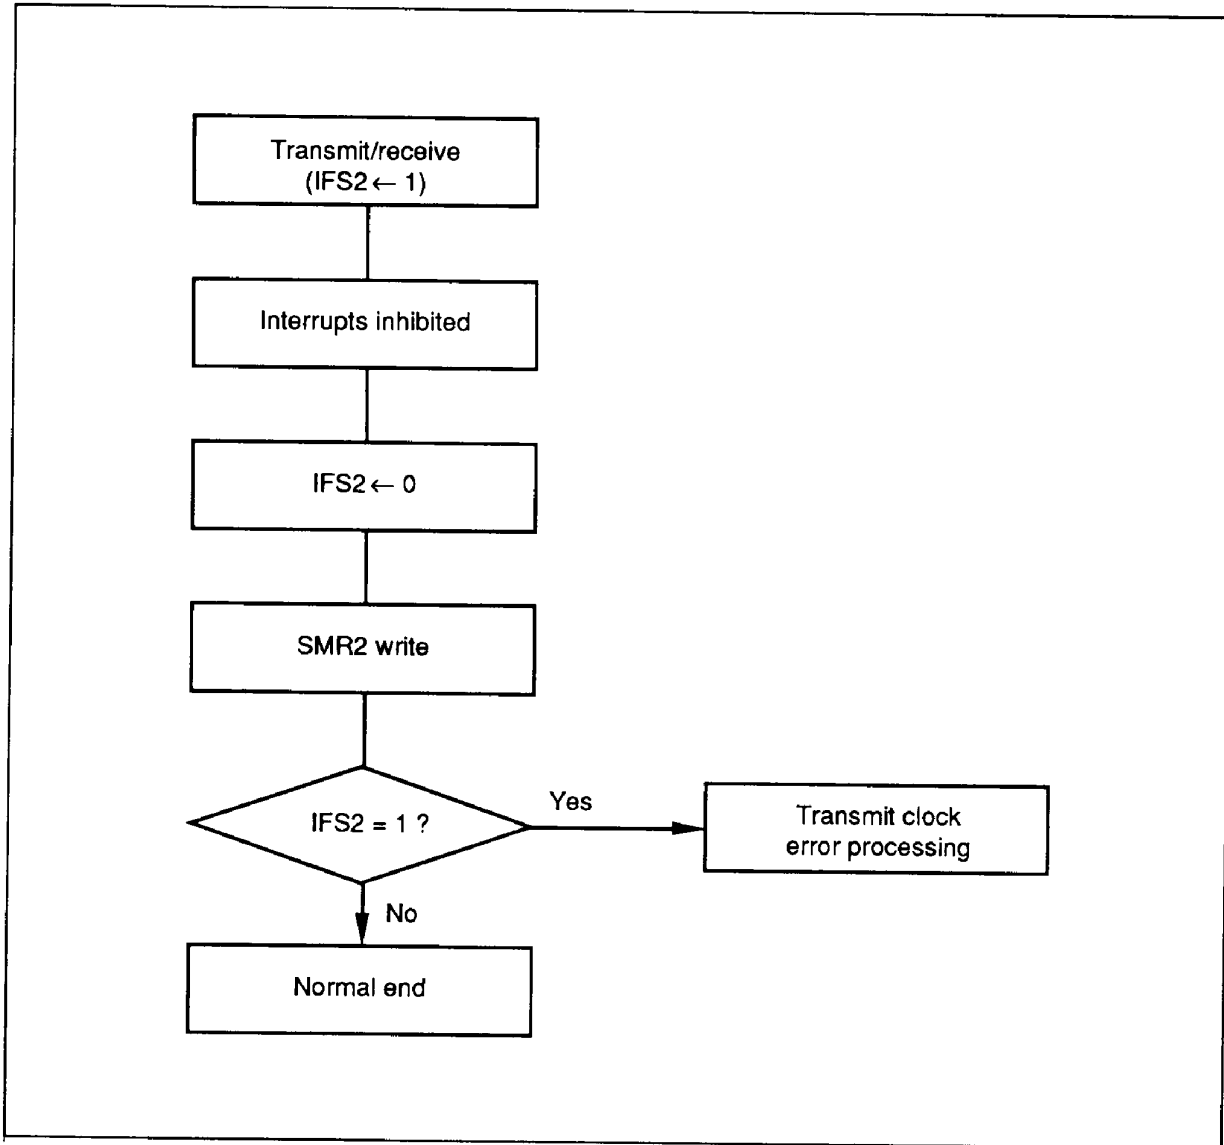 Transmit/receive
(IFS2 ← 1)
Interrupts inhibited
IFS2 ← 0
SMR2 write
IFS2 = 1 ?
Yes
Transmit clock
error processing
No
Normal end